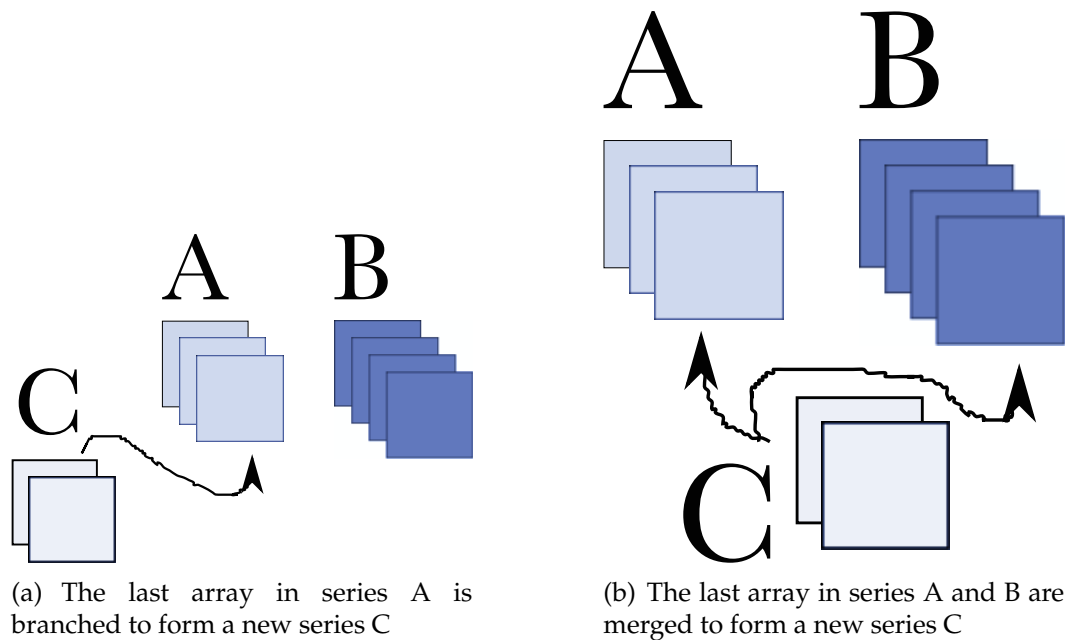 A B
C
(a) The last array in series A is
branched to form a new series C
A B
C
(b) The last array in series A and B are
merged to form a new series C